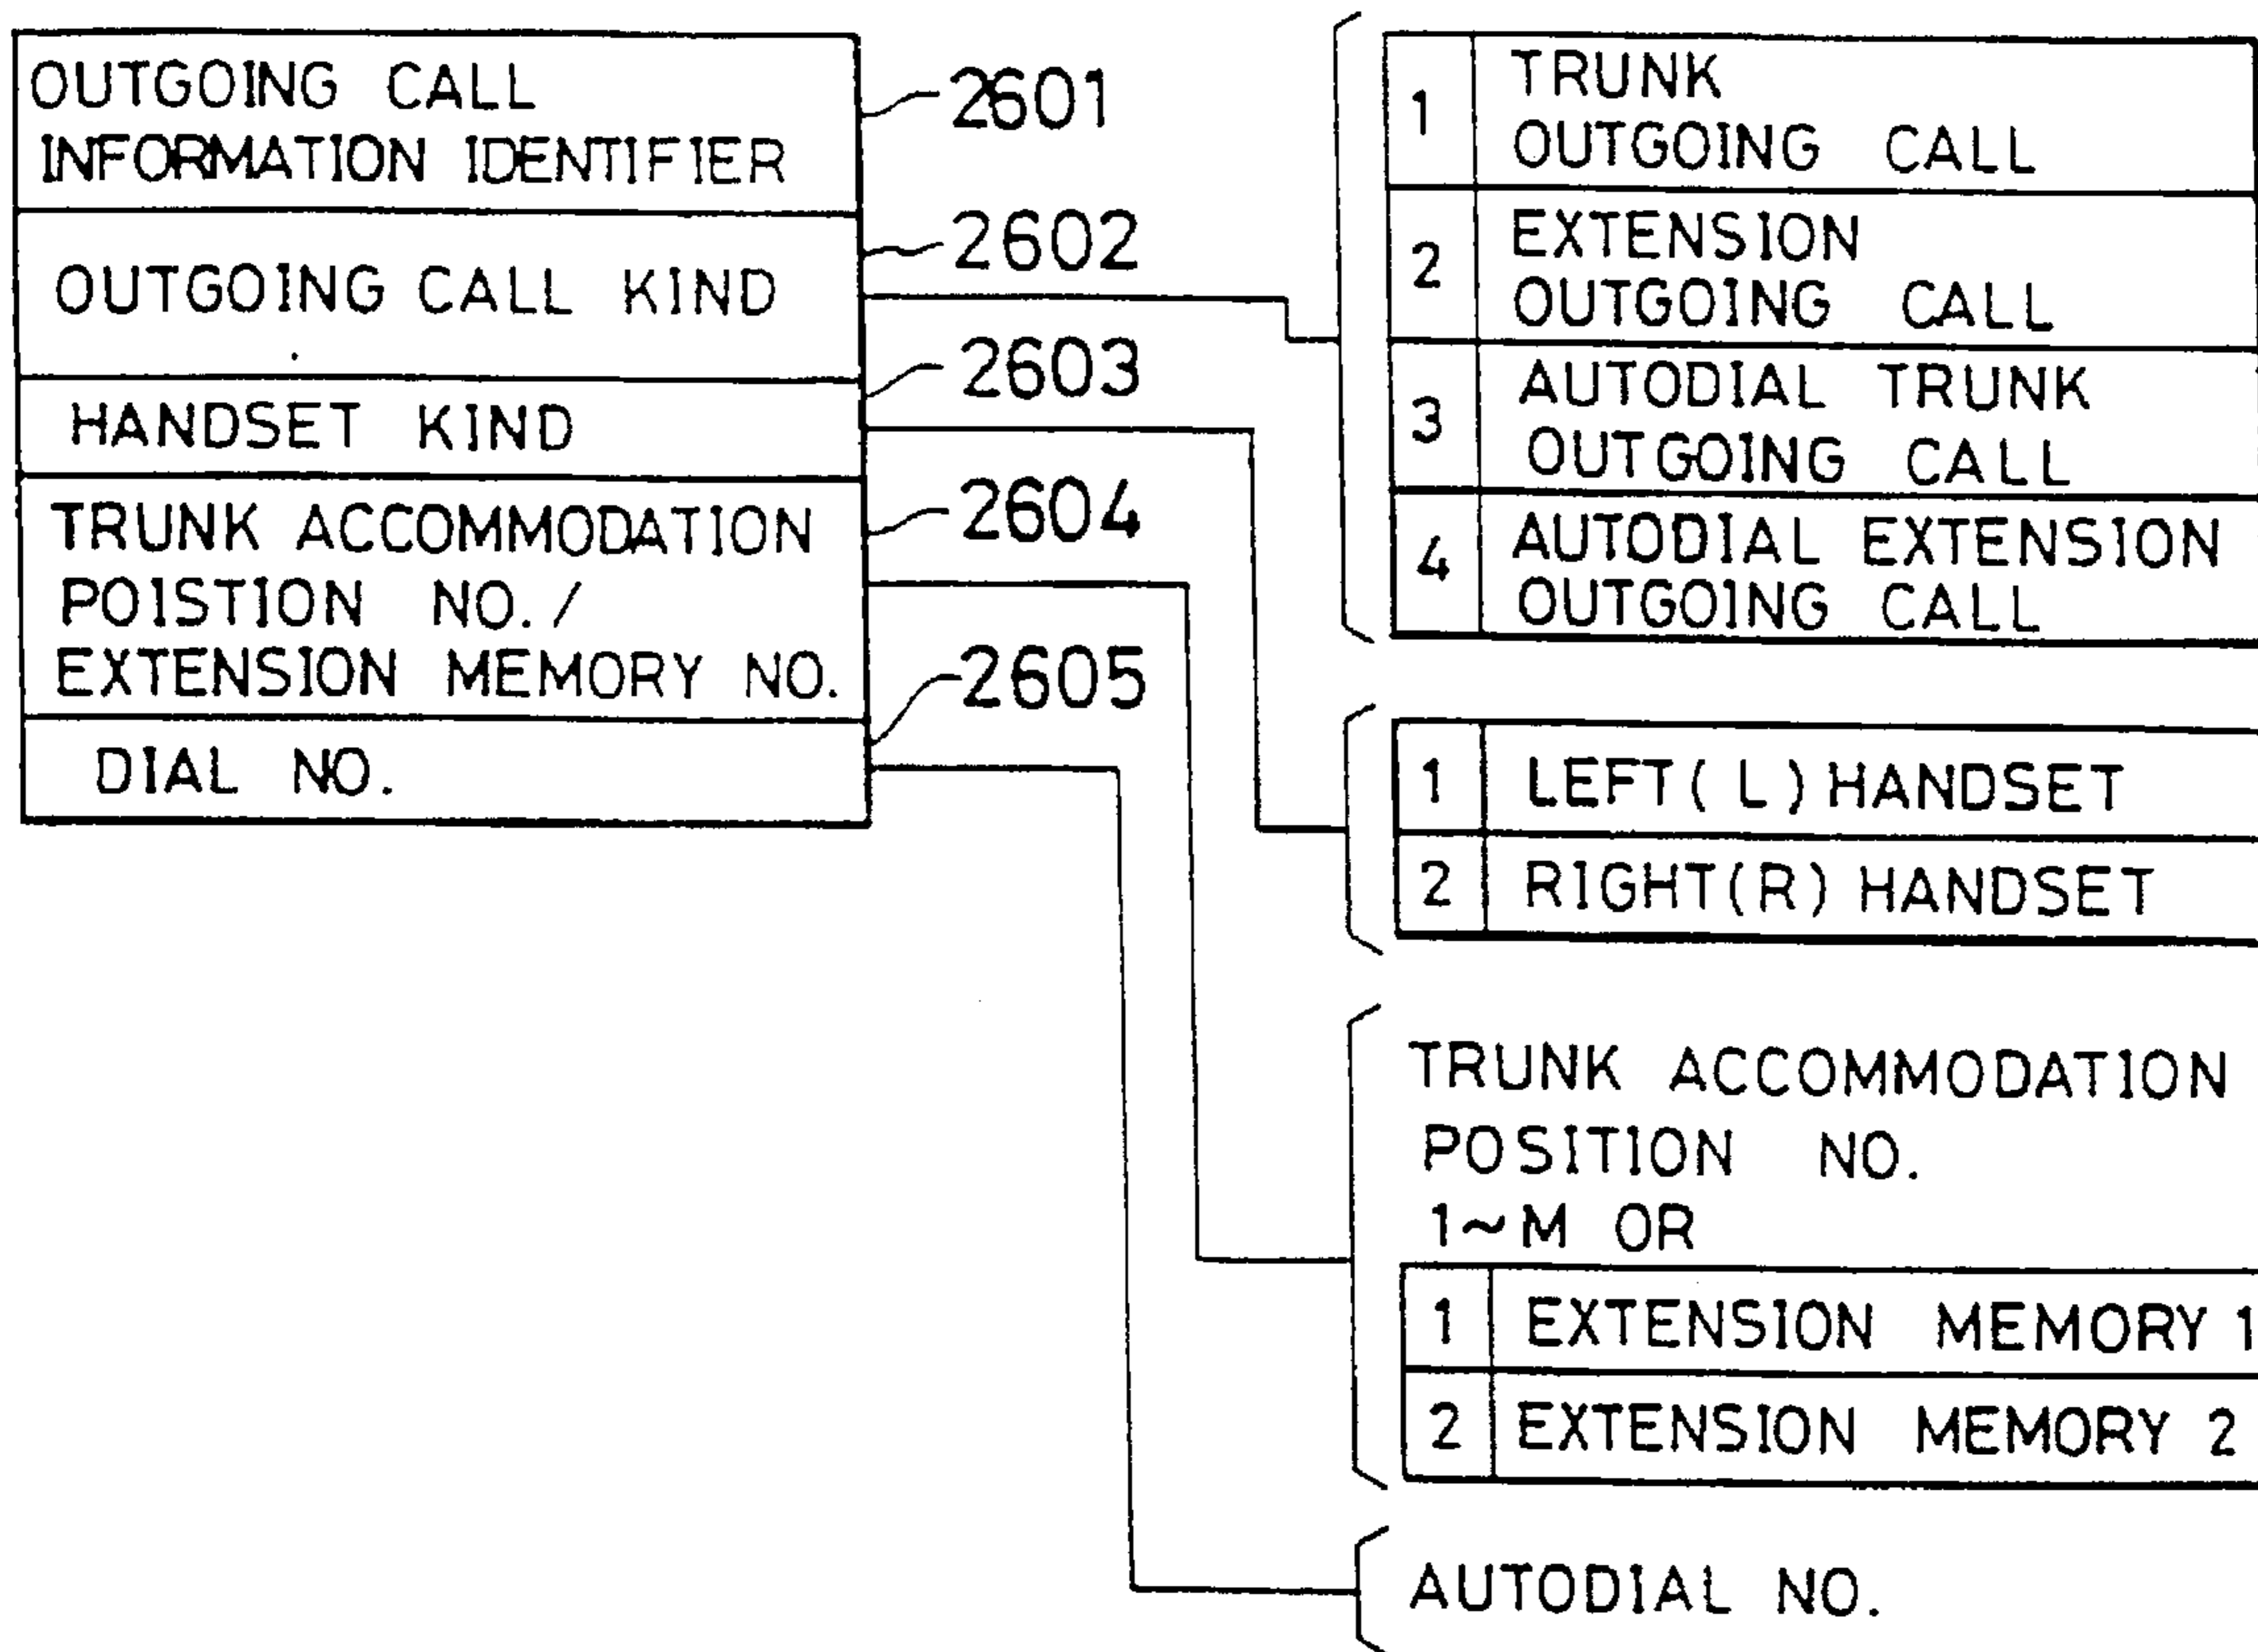 OUTGOING CALL
INFORMATION IDENTIFIER
2601
OUTGOING CALL KIND
2602
HANDSET KIND
2603
TRUNK ACCOMMODATION
POISTION NO./
EXTENSION MEMORY NO.
2604
DIAL NO.
2605
1 TRUNK
OUTGOING CALL
2 EXTENSION
OUTGOING CALL
3 AUTODIAL TRUNK
OUTGOING CALL
4 AUTODIAL EXTENSION
OUTGOING CALL
1 LEFT(L) HANDSET
2 RIGHT(R) HANDSET
TRUNK ACCOMMODATION
POSITION NO.
1~M OR
1 EXTENSION MEMORY 1
2 EXTENSION MEMORY 2
AUTODIAL NO.